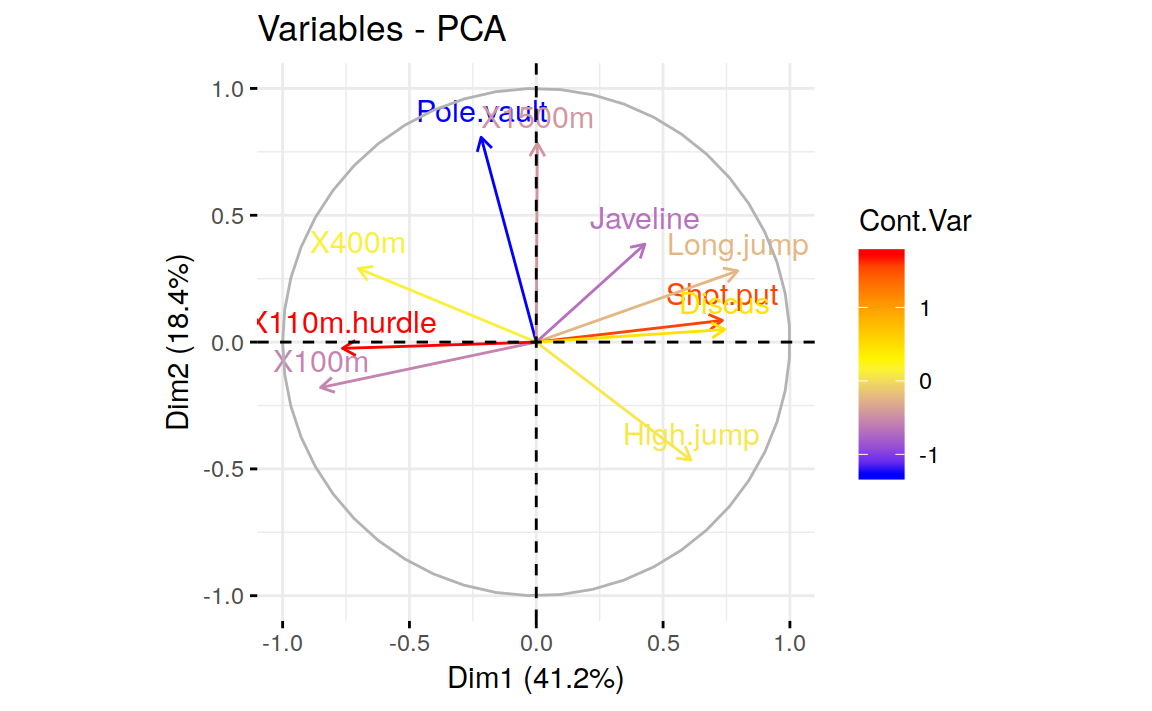 Variables - PCA
1.0
Pole.vault
X1500m
0.5
Javeline
X400m
Long.jump
Shot.put
Discus
X110m.hurdle
0.0
X100m
High.jump
-0.5
-1.0
-1.0 -0.5 0.0 0.5 1.0
Dim1 (41.2%)
Dim2 (18.4%)
Cont.Var
1
0
-1